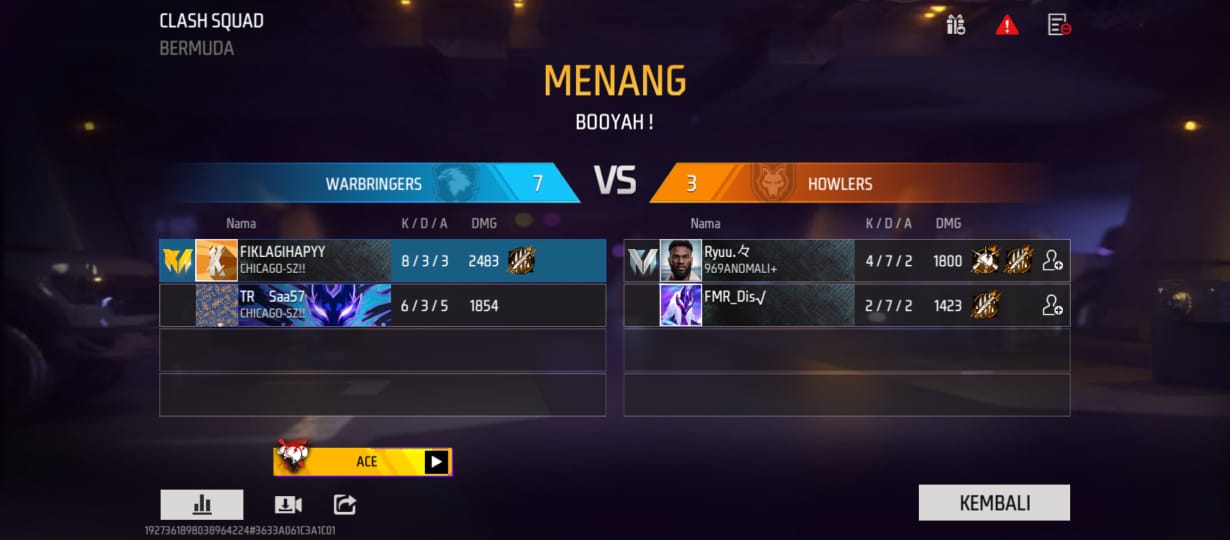 CLASH SQUAD
BERMUDA
MENANG
BOOYAH !
WARBRINGERS 7 VS 3 HOWLERS
Nama K / D / A DMG
FIKLAGIHAPYY 8 / 3 / 3 2483
CHICAGO-SZ!!
TR Saa57 6 / 3 / 5 1854
CHICAGO-SZ!!
Nama K / D / A DMG
Ryuu.々 4 / 7 / 2 1800
969ANOMALI+
FMR_Dis√ 2 / 7 / 2 1423
ACE
KEMBALI
1927361898038964224#3633A061C3A1C01